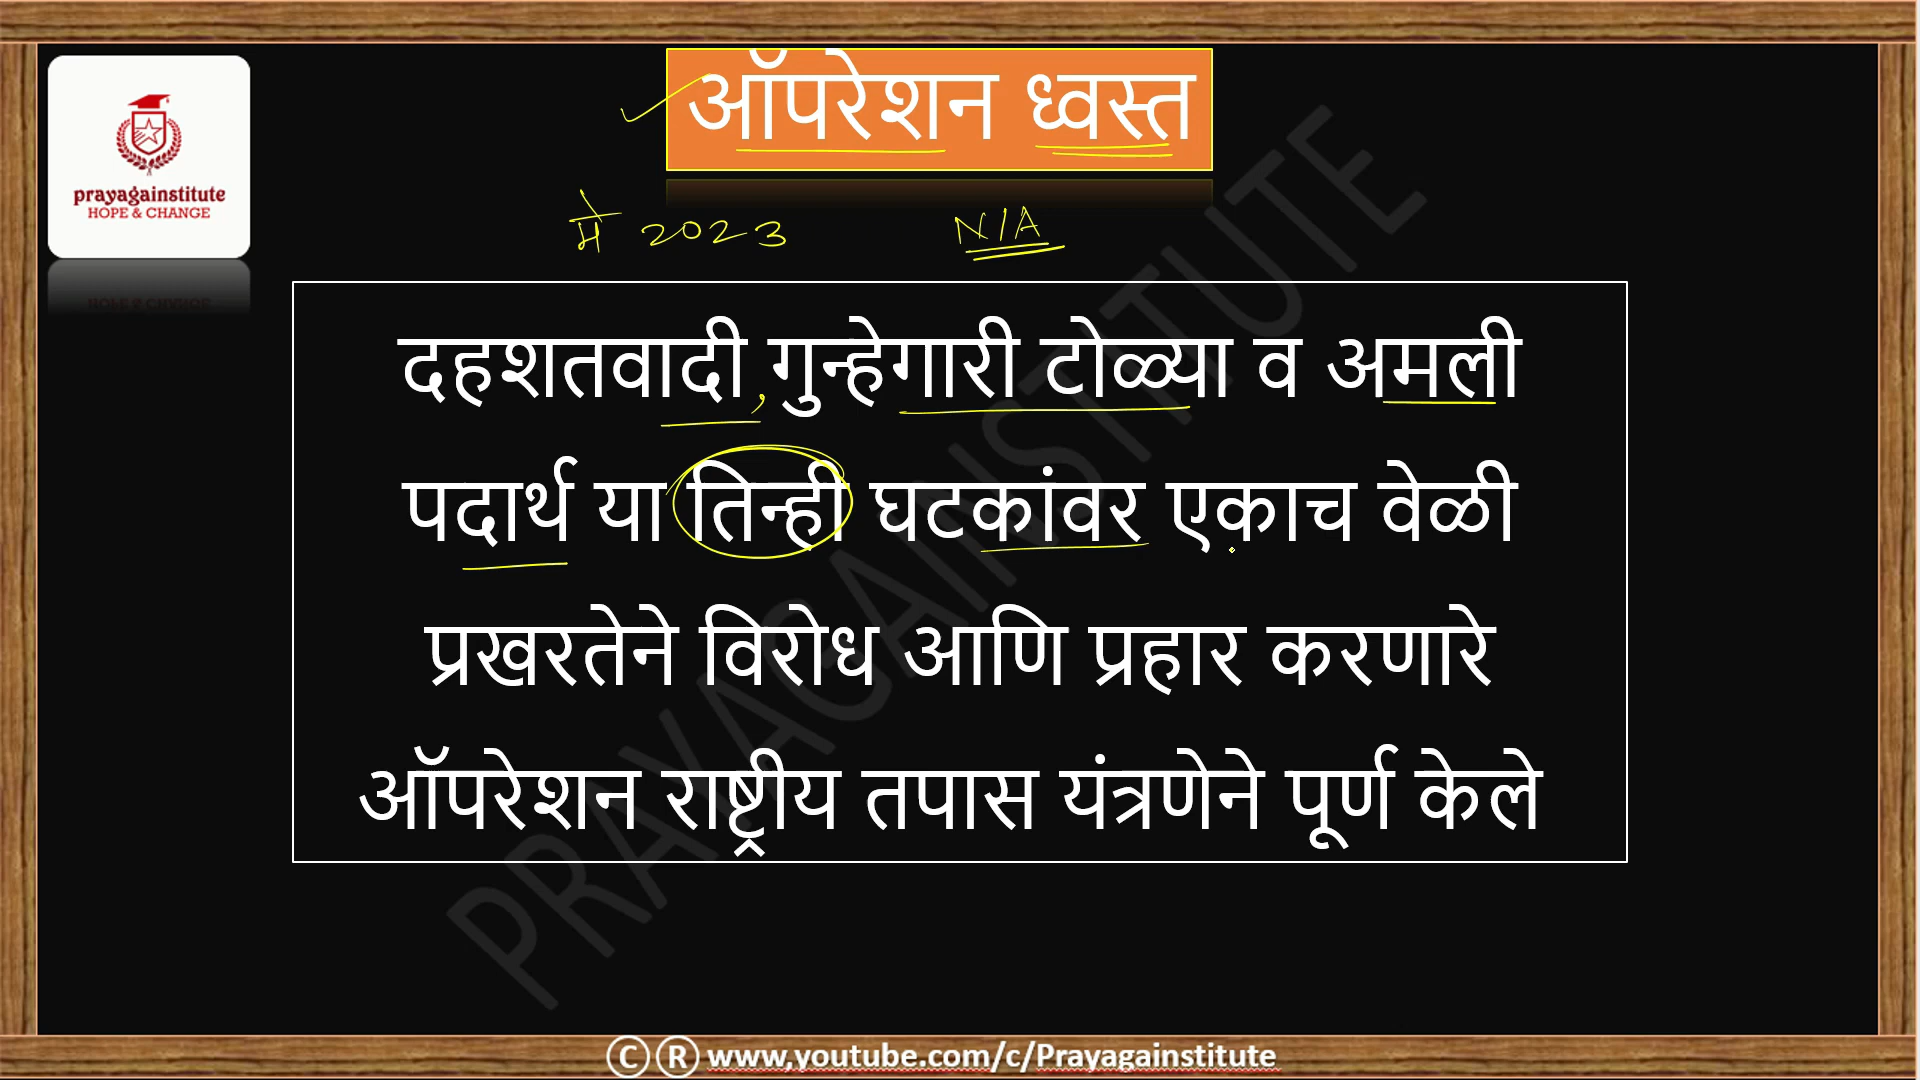 ऑपरेशन ध्वस्त
prayagainstitute
HOPE & CHANGE
मे 2023 N/A
दहशतवादी,गुन्हेगारी टोळ्या व अमली
पदार्थ या तिन्ही घटकांवर एकाच वेळी
प्रखरतेने विरोध आणि प्रहार करणारे
ऑपरेशन राष्ट्रीय तपास यंत्रणेने पूर्ण केले
PRAYAGAINSTITUTE
Ⓒ Ⓡ www.youtube.com/c/Prayagainstitute